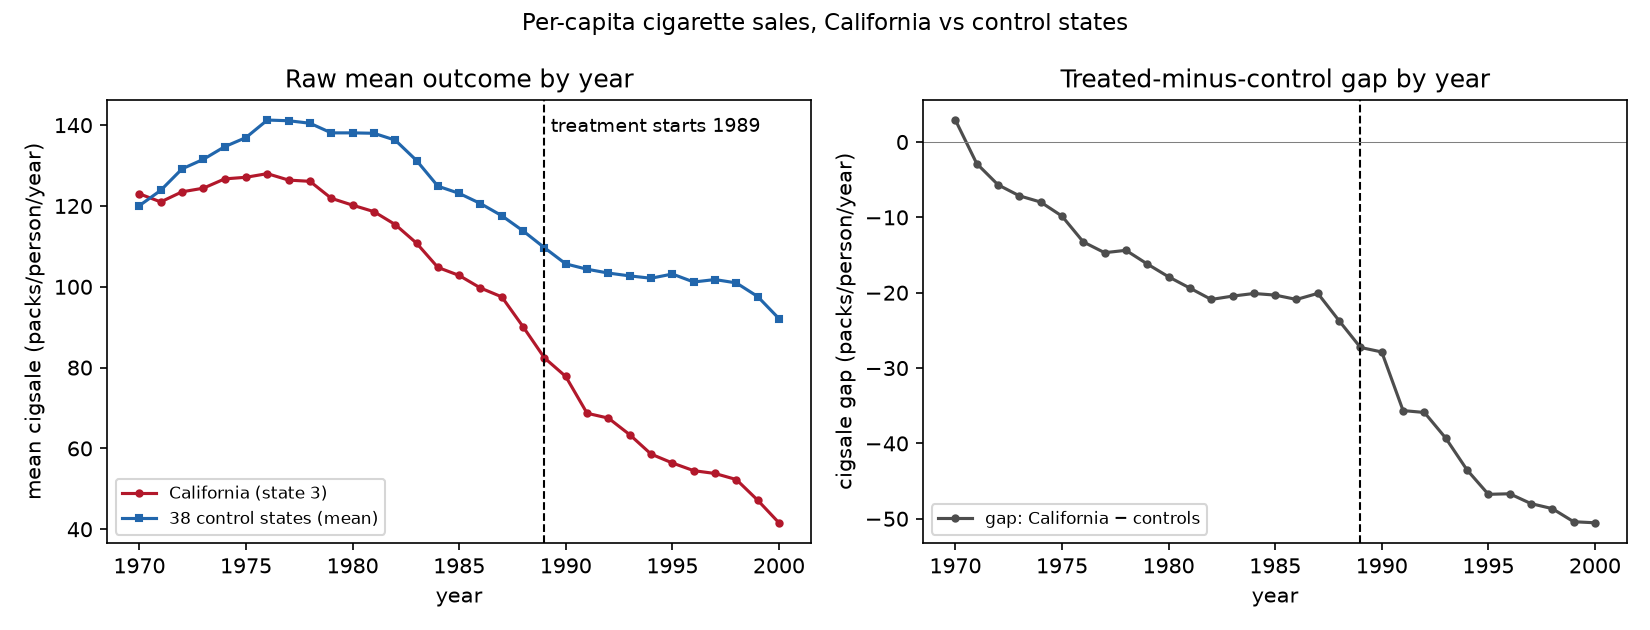 Per-capita cigarette sales, California vs control states
Raw mean outcome by year
mean cigsale (packs/person/year)
140
120
100
80
60
40
treatment starts 1989
California (state 3)
38 control states (mean)
1970 1975 1980 1985 1990 1995 2000
year
Treated-minus-control gap by year
cigsale gap (packs/person/year)
0
−10
−20
−30
−40
−50
gap: California − controls
1970 1975 1980 1985 1990 1995 2000
year